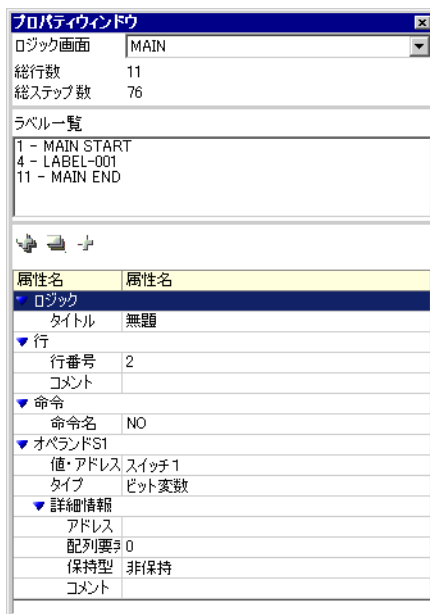 プロパティウィンドウ
ロジック画面 MAIN
総行数 11
総ステップ数 76
ラベル一覧
1 - MAIN START
4 - LABEL-001
11 - MAIN END
属性名 属性名
ロジック
タイトル 無題
行
行番号 2
コメント
命令
命令名 NO
オペランドS1
値・アドレス スイッチ1
タイプ ビット変数
詳細情報
アドレス
配列要 0
保持型 非保持
コメント